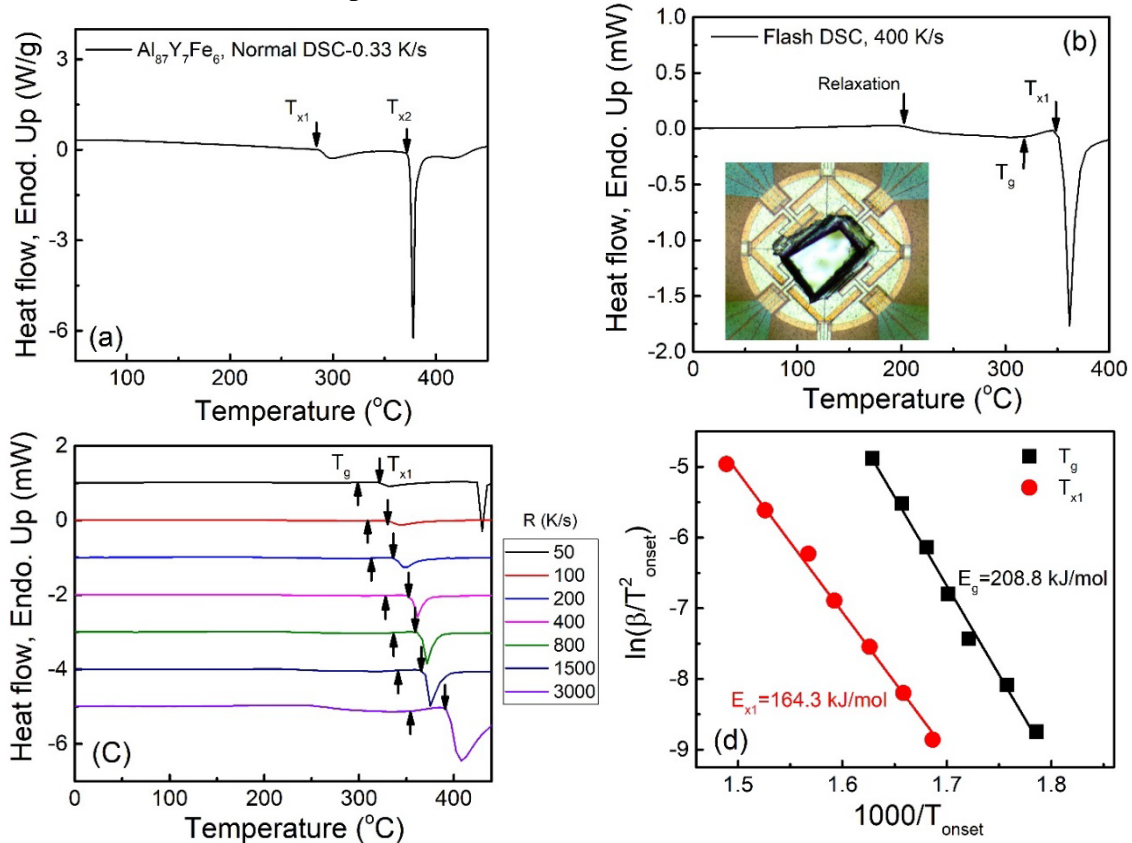 Al87Y7Fe6, Normal DSC-0.33 K/s
Tx1
Tx2
3
0
-3
-6
Heat flow, Enod. Up (W/g)
(a)
100
200
300
400
Temperature (oC)
Flash DSC, 400 K/s
(b)
Relaxation
Tx1
Tg
1.0
0.5
0.0
-0.5
-1.0
-1.5
-2.0
Heat flow, Endo. Up (mW)
0
100
200
300
400
Temperature (oC)
2
0
-2
-4
-6
Heat flow, Endo. Up (mW)
Tg
Tx1
R (K/s)
50
100
200
400
800
1500
3000
(C)
0
100
200
300
400
Temperature (oC)
-5
-6
-7
-8
-9
ln(β/T2onset)
Tg
Tx1
Eg=208.8 kJ/mol
Ex1=164.3 kJ/mol
(d)
1.5
1.6
1.7
1.8
1000/Tonset